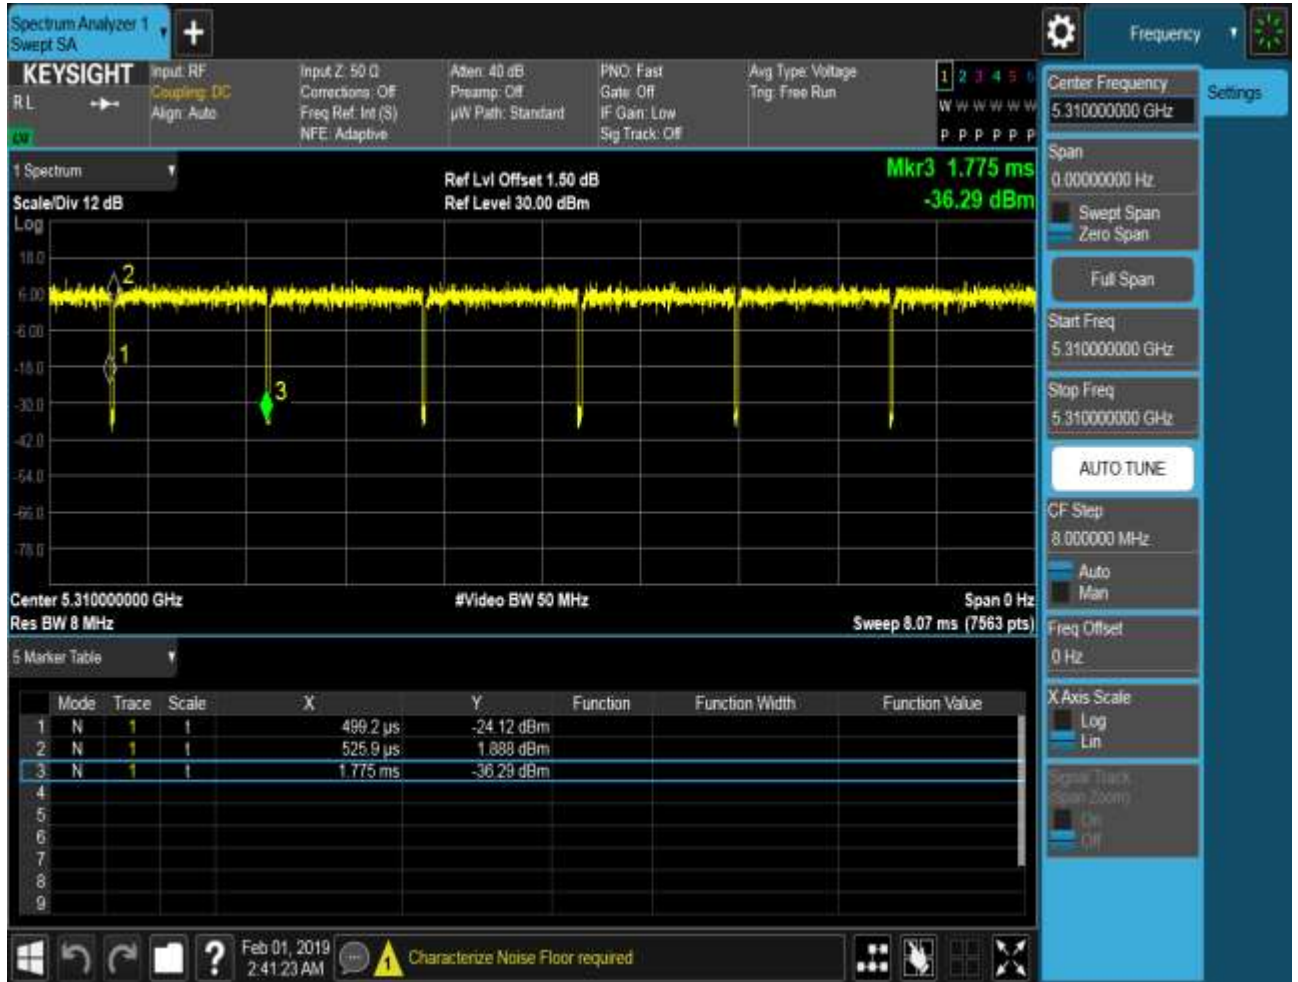 Spectrum Analyzer 1
Swept SA
Frequency
KEYSIGHT
RL
Input: RF
Coupling: DC
Align: Auto
Input Z: 50 Ω
Corrections: Off
Freq Ref: Int (S)
NFE: Adaptive
Atten: 40 dB
Preamp: Off
µW Path: Standard
PNO: Fast
Gate: Off
IF Gain: Low
Sig Track: Off
Avg Type: Voltage
Trig: Free Run
1 2 3 4 5 6
W W W W W W
P P P P P P
1 Spectrum
Scale/Div 12 dB
Ref Lvl Offset 1.50 dB
Ref Level 30.00 dBm
Mkr3 1.775 ms
-36.29 dBm
Log
18.0
6.00
-6.00
-18.0
-30.0
-42.0
-54.0
-66.0
-78.0
2
1
3
Center 5.310000000 GHz
#Video BW 50 MHz
Span 0 Hz
Res BW 8 MHz
Sweep 8.07 ms (7563 pts)
5 Marker Table
Mode Trace Scale X Y Function Function Width Function Value
1 N 1 t 499.2 µs -24.12 dBm
2 N 1 t 525.9 µs 1.888 dBm
3 N 1 t 1.775 ms -36.29 dBm
4
5
6
7
8
9
Center Frequency
5.310000000 GHz
Settings
Span
0.00000000 Hz
Swept Span
Zero Span
Full Span
Start Freq
5.310000000 GHz
Stop Freq
5.310000000 GHz
AUTO TUNE
CF Step
8.000000 MHz
Auto
Man
Freq Offset
0 Hz
X Axis Scale
Log
Lin
Signal Track
(Span Zoom)
On
Off
?
Feb 01, 2019
2:41:23 AM
1
Characterize Noise Floor required